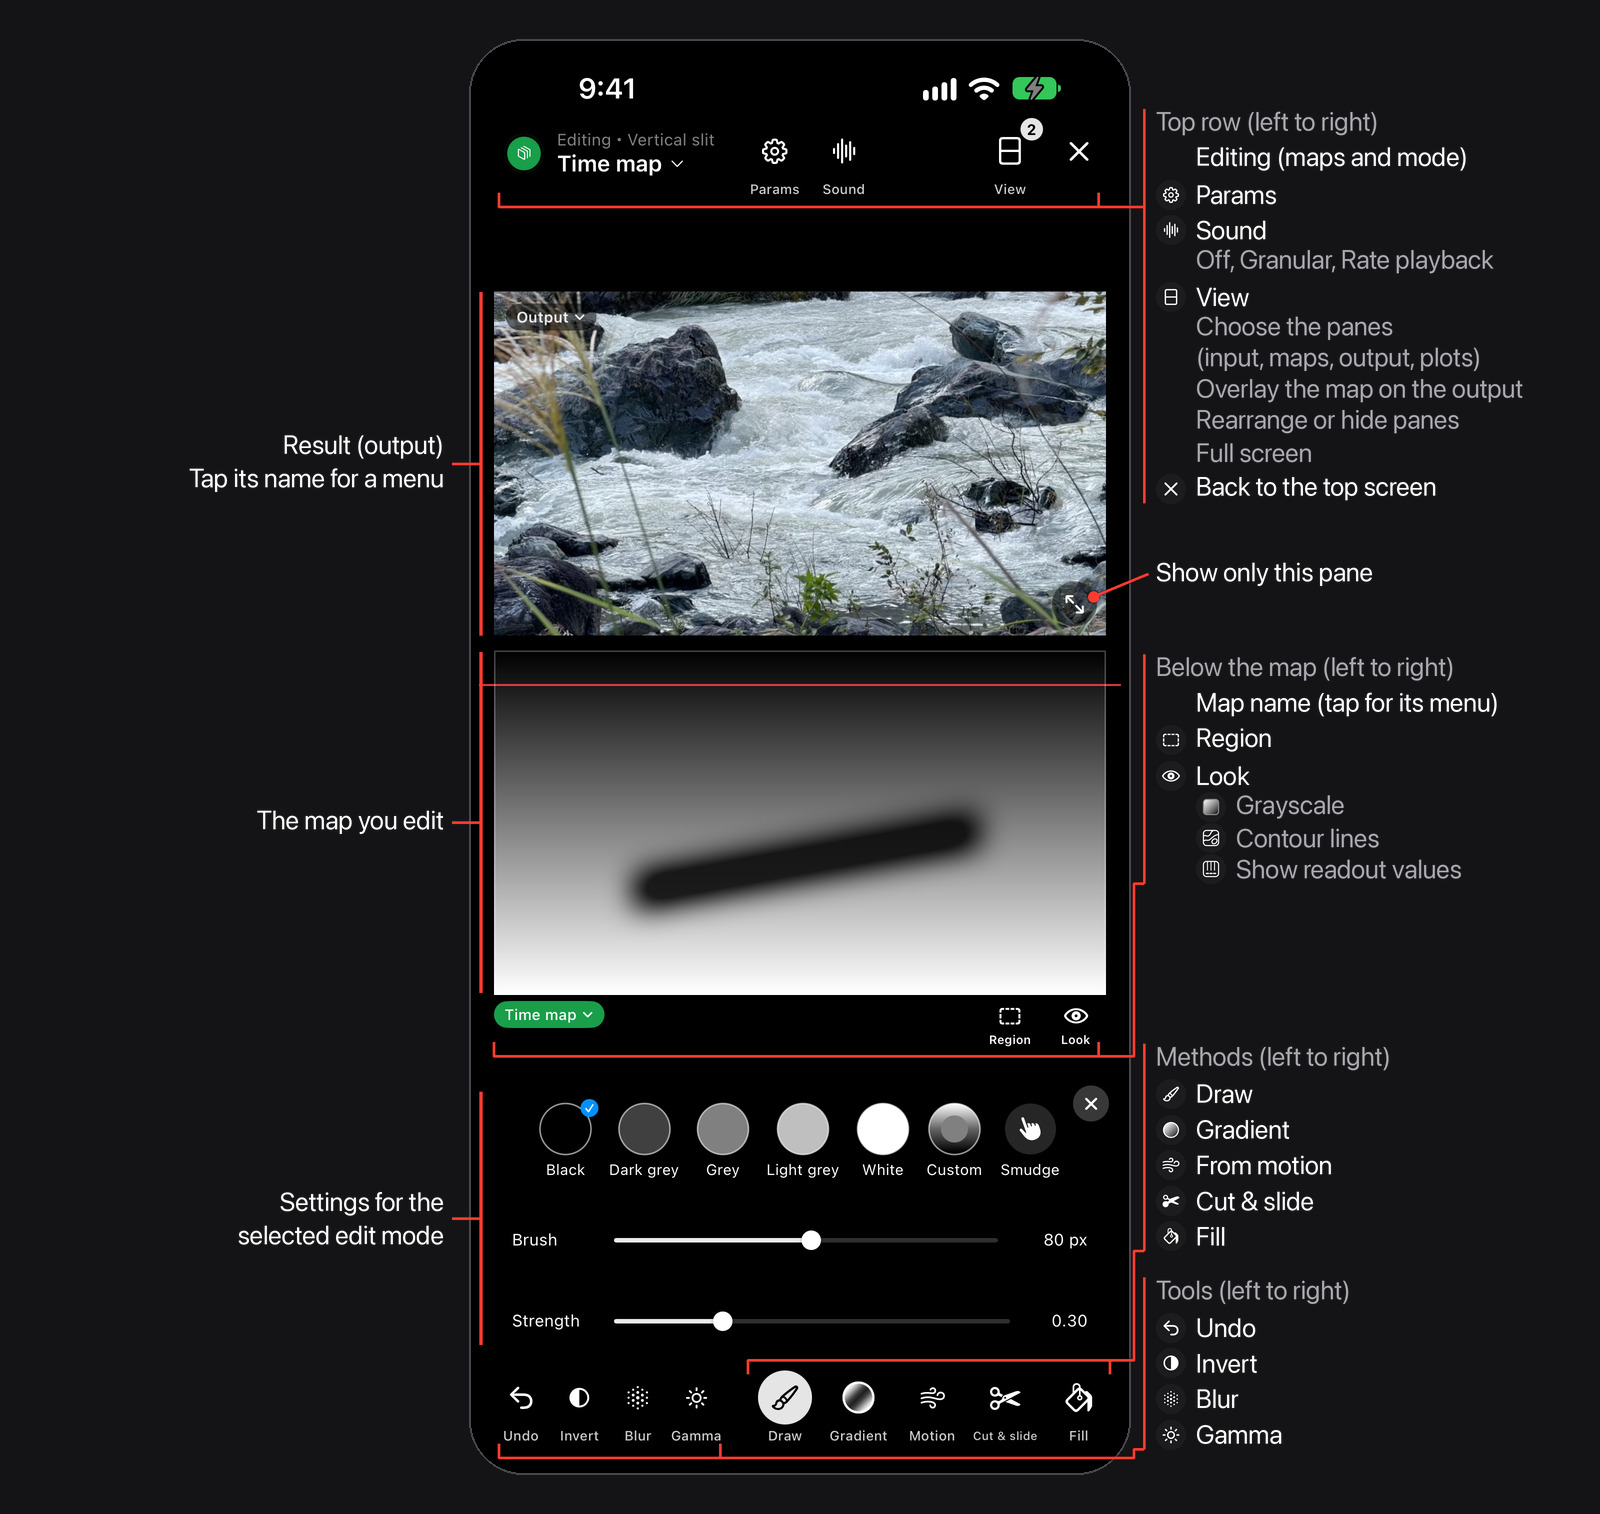 9:41
Editing • Vertical slit
Time map
Params
Sound
2
View
Output
Time map
Region
Look
Black
Dark grey
Grey
Light grey
White
Custom
Smudge
Brush
80 px
Strength
0.30
Undo
Invert
Blur
Gamma
Draw
Gradient
Motion
Cut & slide
Fill
Result (output)
Tap its name for a menu
The map you edit
Settings for the
selected edit mode
Top row (left to right)
Editing (maps and mode)
Params
Sound
Off, Granular, Rate playback
View
Choose the panes
(input, maps, output, plots)
Overlay the map on the output
Rearrange or hide panes
Full screen
Back to the top screen
Show only this pane
Below the map (left to right)
Map name (tap for its menu)
Region
Look
Grayscale
Contour lines
Show readout values
Methods (left to right)
Draw
Gradient
From motion
Cut & slide
Fill
Tools (left to right)
Undo
Invert
Blur
Gamma